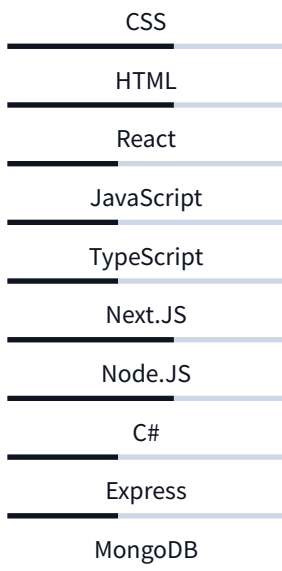 CSS
HTML
React
JavaScript
TypeScript
Next.JS
Node.JS
C#
Express
MongoDB